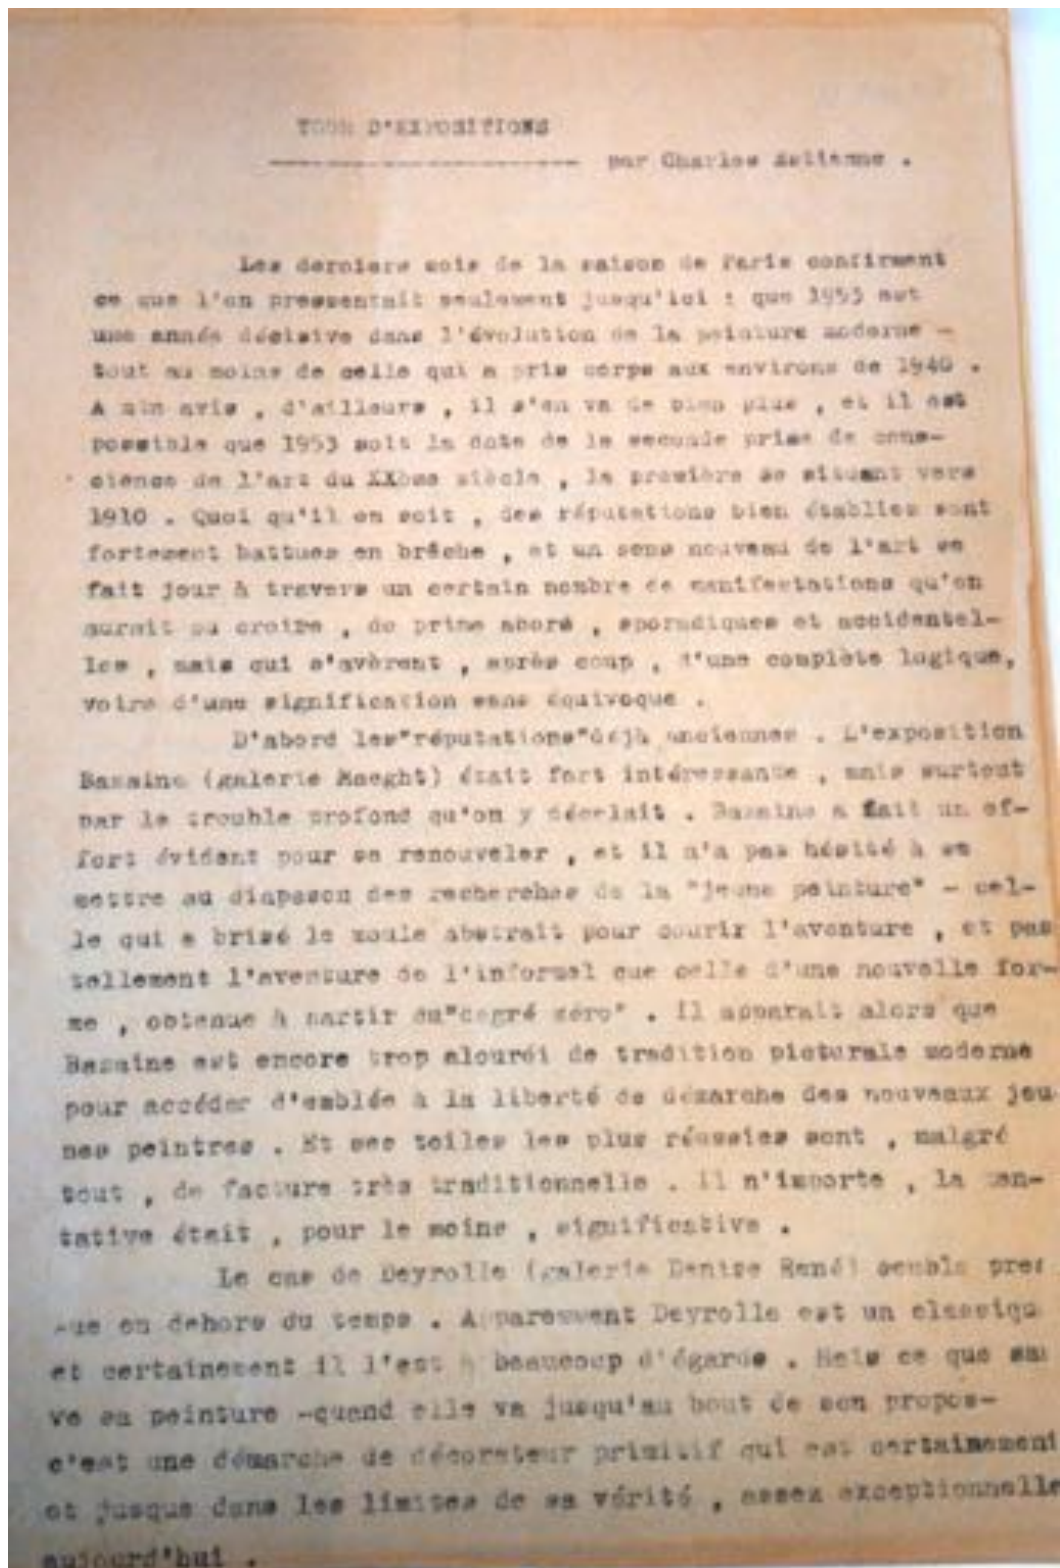 TOUR D'EXPOSITIONS
par Charles Estienne .
Les derniers mois de la saison de Paris confirment
ce que l'on pressentait seulement jusqu'ici : que 1953 est
une année décisive dans l'évolution de la peinture moderne -
tout au moins de celle qui a pris corps aux environs de 1940 .
A mon avis , d'ailleurs , il s'en va de bien plus , et il est
possible que 1953 soit la date de la seconde prise de cons-
cience de l'art du XXème siècle , la première se situant vers
1910 . Quoi qu'il en soit , des réputations bien établies sont
fortement battues en brêche , et un sens nouveau de l'art se
fait jour à travers un certain nombre de manifestations qu'on
aurait pu croire , de prime abord , sporadiques et accidentel-
les , mais qui s'avèrent , après coup , d'une complète logique,
voire d'une signification sans équivoque .
D'abord les"réputations"déjà anciennes . L'exposition
Bazaine (galerie Maeght) était fort intéressante , mais surtout
par le trouble profond qu'on y décelait . Bazaine a fait un ef-
fort évident pour se renouveler , et il n'a pas hésité à se
mettre au diapason des recherches de la "jeune peinture" - cel-
le qui a brisé le moule abstrait pour courir l'aventure , et pas
tellement l'aventure de l'informel que celle d'une nouvelle for-
me , obtenue à partir du"degré zéro" . Il apparait alors que
Bazaine est encore trop alourdi de tradition picturale moderne
pour accéder d'emblée à la liberté de démarche des nouveaux jeu-
nes peintres . Et ses toiles les plus réussies sont , malgré
tout , de facture très traditionnelle . Il n'importe , la ten-
tative était , pour le moins , significative .
Le cas de Deyrolle (galerie Denise René) semble pres
que en dehors du temps . Apparemment Deyrolle est un classiqu
et certainement il l'est à beaucoup d'égards . Mais ce que sau
ve sa peinture -quand elle va jusqu'au bout de son propos-
c'est une démarche de décorateur primitif qui est certainement
et jusque dans les limites de sa vérité , assez exceptionnelle
aujourd'hui .